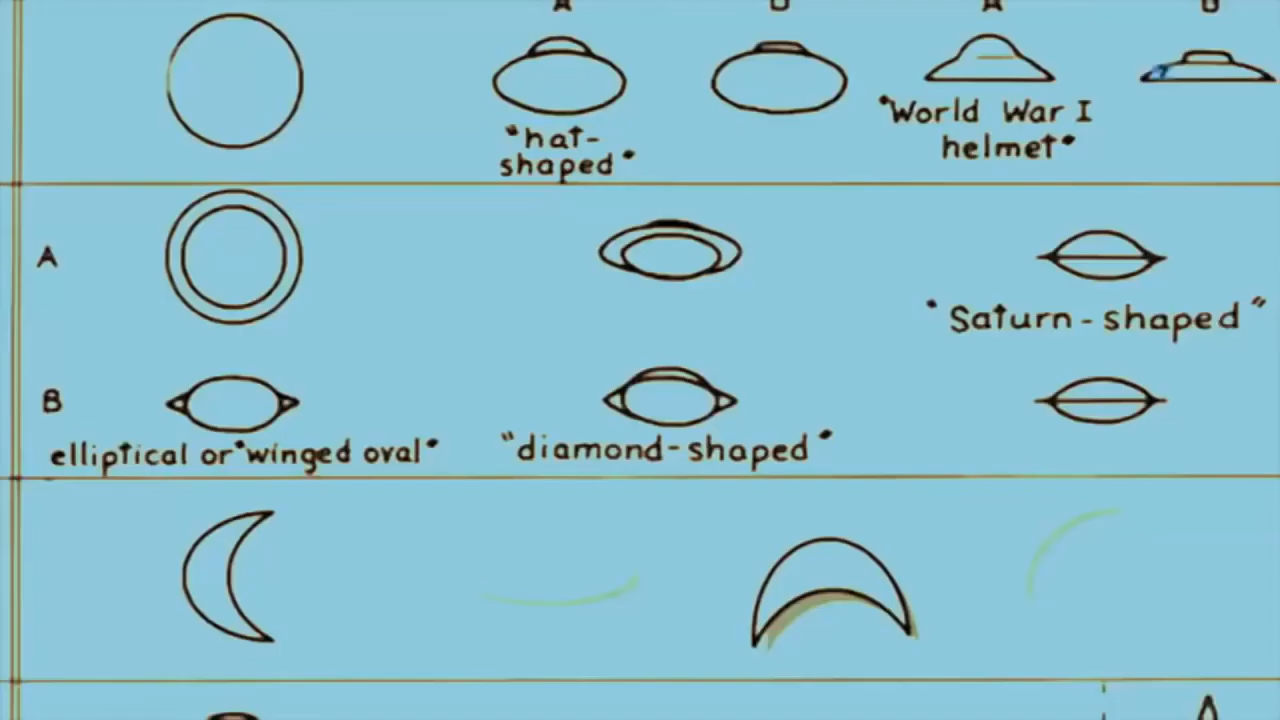 "hat-
shaped"
"World War I
helmet"
A
"Saturn-shaped"
B
elliptical or "winged oval"
"diamond-shaped"